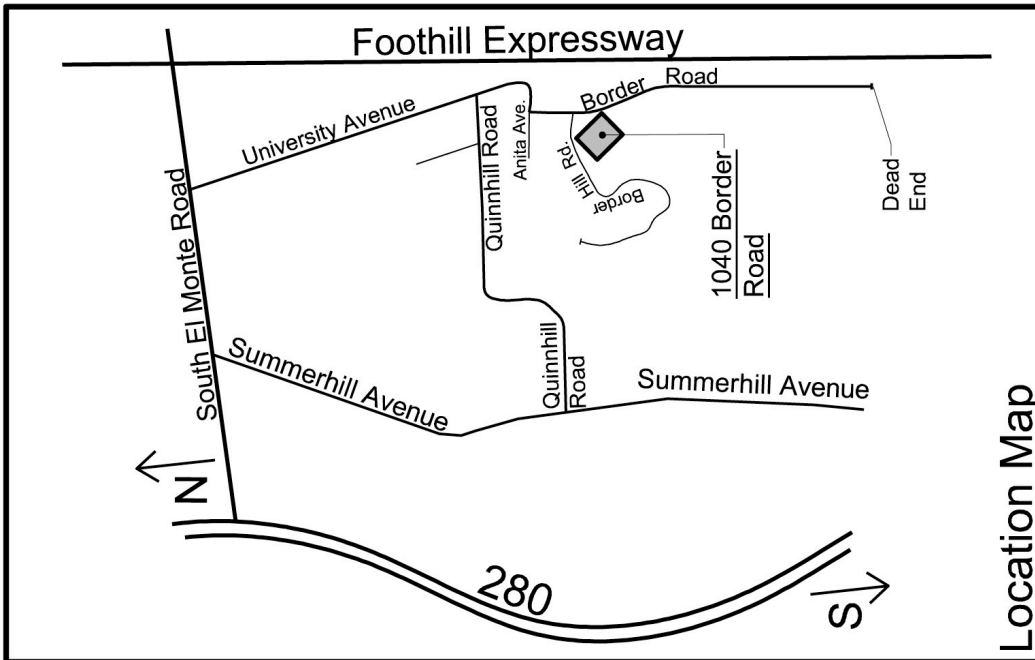 Foothill Expressway
University Avenue
Border
Road
Anita Ave.
Quinnhill Road
Hill Rd.
Border
South El Monte Road
1040 Border
Road
Dead
End
Summerhill Avenue
Quinnhill
Road
Summerhill Avenue
N
280
S
Location Map